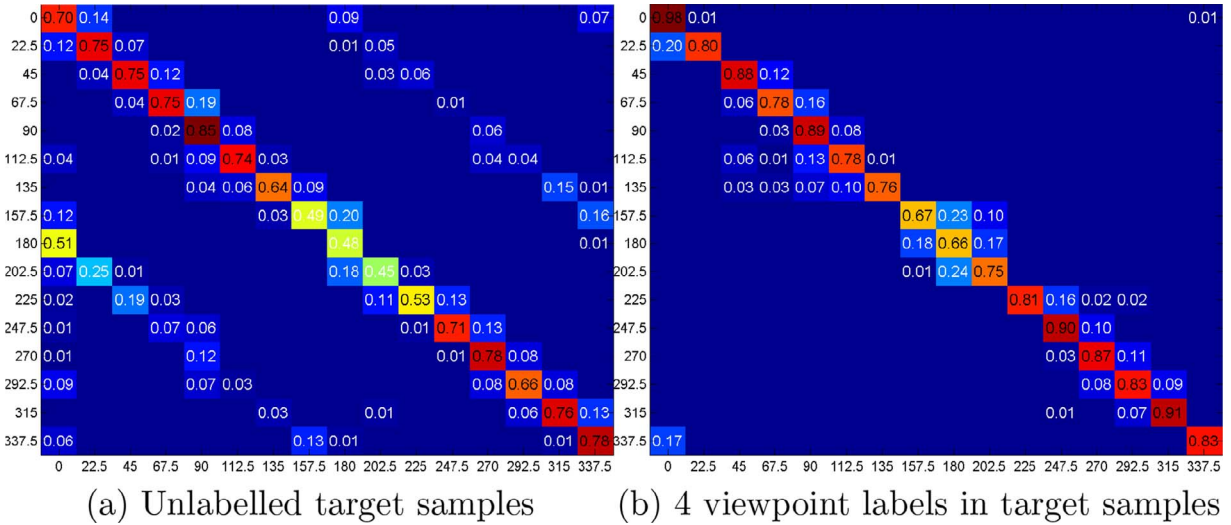 0 0.70 0.14 0.09 0.07 0 0.98 0.01 0.01
22.5 0.12 0.75 0.07 0.01 0.05 22.5 0.20 0.80
45 0.04 0.75 0.12 0.03 0.06 45 0.88 0.12
67.5 0.04 0.75 0.19 0.01 67.5 0.06 0.78 0.16
90 0.02 0.85 0.08 0.06 90 0.03 0.89 0.08
112.5 0.04 0.01 0.09 0.74 0.03 0.04 0.04 112.5 0.06 0.01 0.13 0.78 0.01
135 0.04 0.06 0.64 0.09 0.15 0.01 135 0.03 0.03 0.07 0.10 0.76
157.5 0.12 0.03 0.49 0.20 0.16 157.5 0.67 0.23 0.10
180 0.51 0.48 0.01 180 0.18 0.66 0.17
202.5 0.07 0.25 0.01 0.18 0.45 0.03 202.5 0.01 0.24 0.75
225 0.02 0.19 0.03 0.11 0.53 0.13 225 0.81 0.16 0.02 0.02
247.5 0.01 0.07 0.06 0.01 0.71 0.13 247.5 0.90 0.10
270 0.01 0.12 0.01 0.78 0.08 270 0.03 0.87 0.11
292.5 0.09 0.07 0.03 0.08 0.66 0.08 292.5 0.08 0.83 0.09
315 0.03 0.01 0.06 0.76 0.13 315 0.01 0.07 0.91
337.5 0.06 0.13 0.01 0.01 0.78 337.5 0.17 0.83
0 22.5 45 67.5 90 112.5 135 157.5 180 202.5 225 247.5 270 292.5 315 337.5 0 22.5 45 67.5 90 112.5 135 157.5 180 202.5 225 247.5 270 292.5 315 337.5
(a) Unlabelled target samples (b) 4 viewpoint labels in target samples